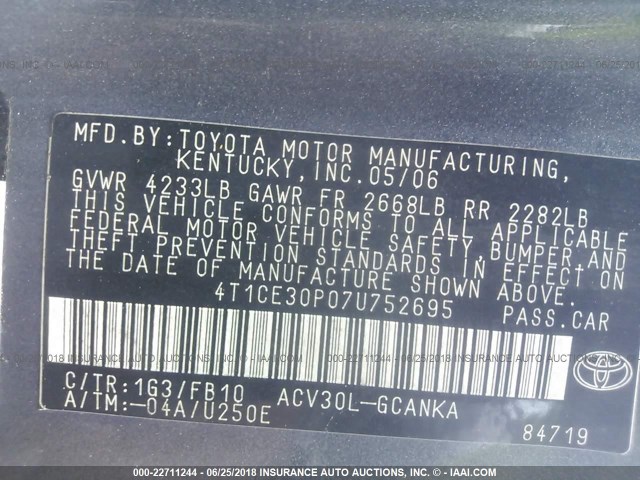 MFD. BY: TOYOTA MOTOR MANUFACTURING,
KENTUCKY, INC. 05/06
GVWR 4233LB GAWR FR 2668LB RR 2282LB
THIS VEHICLE CONFORMS TO ALL APPLICABLE
FEDERAL MOTOR VEHICLE SAFETY, BUMPER AND
THEFT PREVENTION STANDARDS IN EFFECT ON
THE DATE OF MANUFACTURE SHOWN ABOVE.
4T1CE30P07U752695 PASS. CAR
C/TR: 1G3/FB10 ACV30L-GCANKA
A/TM: -04A/U250E
84719
000-22711244 - 06/25/2018 INSURANCE AUTO AUCTIONS, INC. - © - IAAI.COM